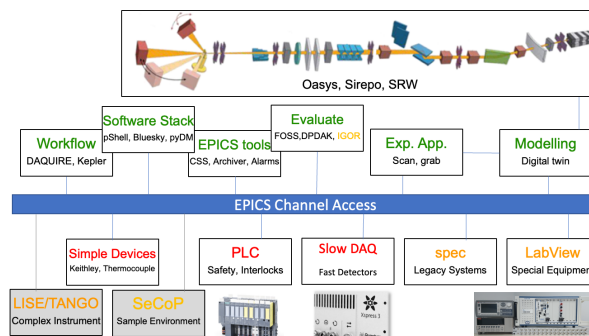 Oasys, Sirepo, SRW
Software Stack
pShell, Bluesky, pyDM
Evaluate
FOSS,DPDAK, IGOR
Workflow
DAQUIRE, Kepler
EPICS tools
CSS, Archiver, Alarms
Exp. App.
Scan, grab
Modelling
Digital twin
EPICS Channel Access
Simple Devices
Keithley, Thermocouple
PLC
Safety, Interlocks
Slow DAQ
Fast Detectors
spec
Legacy Systems
LabView
Special Equipmen
LISE/TANGO
Complex Instrument
SeCoP
Sample Environment
Xspress 3